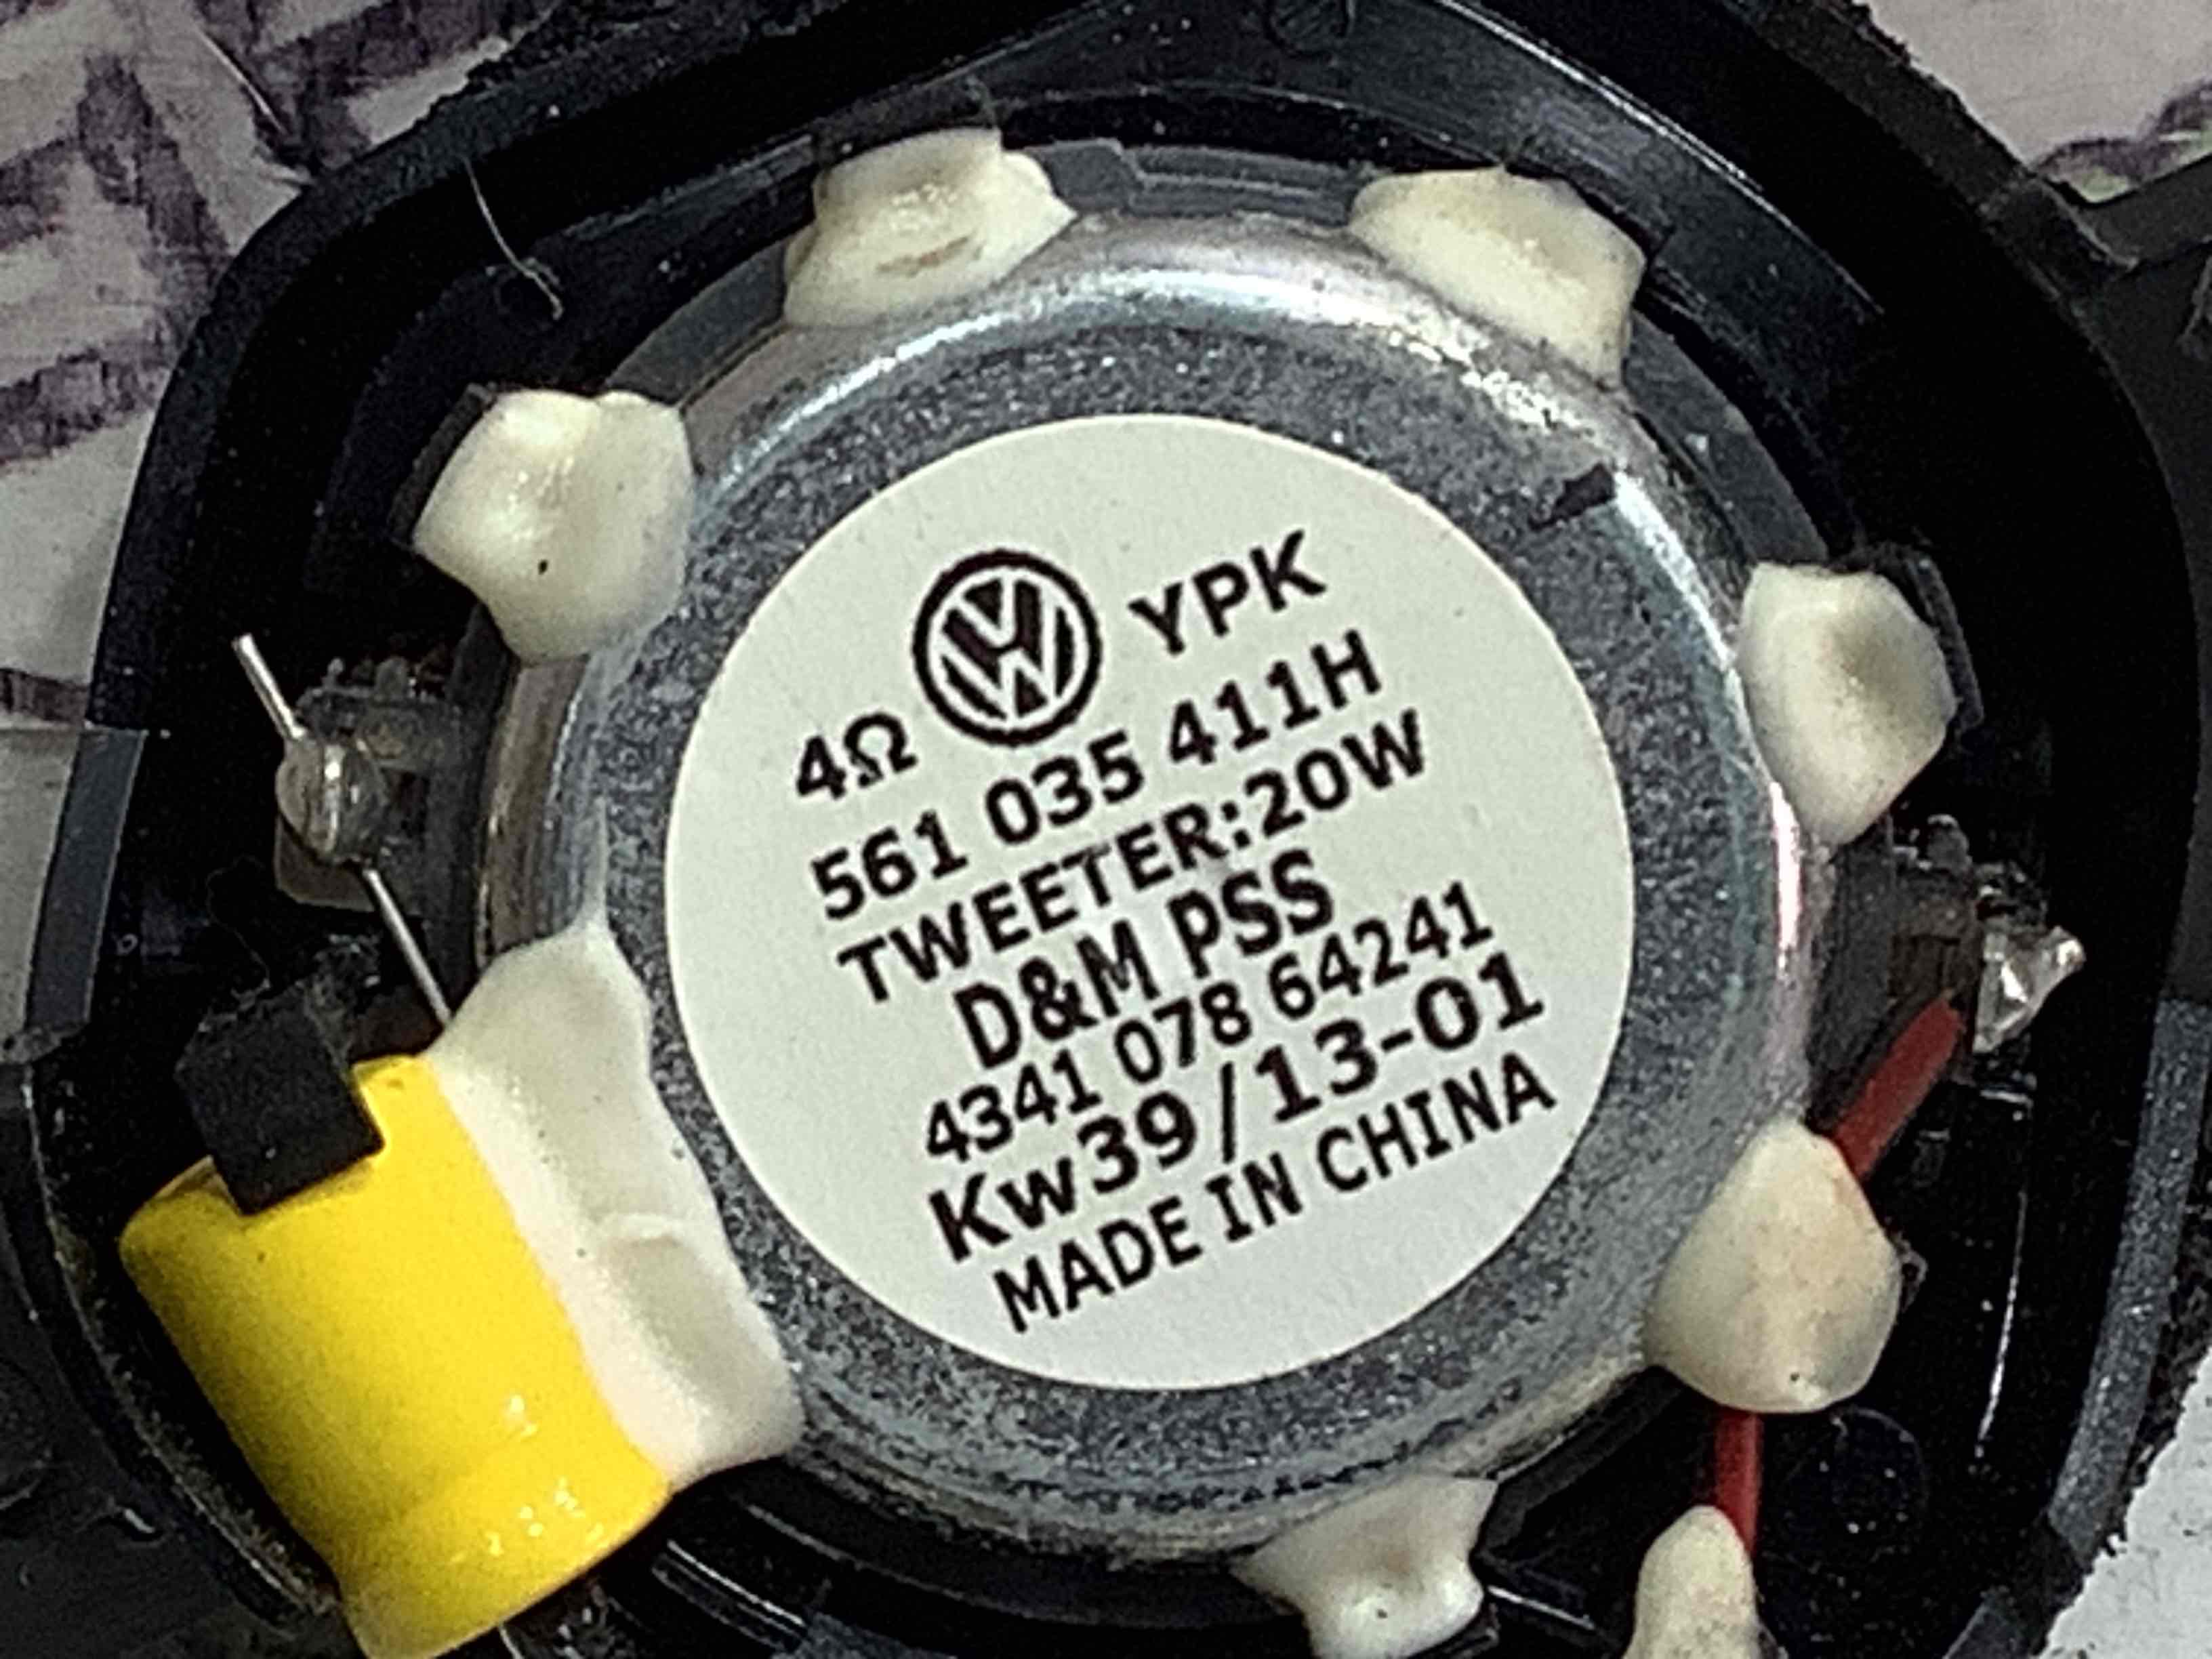 YPK
4Ω
561 035 411H
TWEETER:20W
D&M PSS
4341 078 64241
Kw39/13-01
MADE IN CHINA